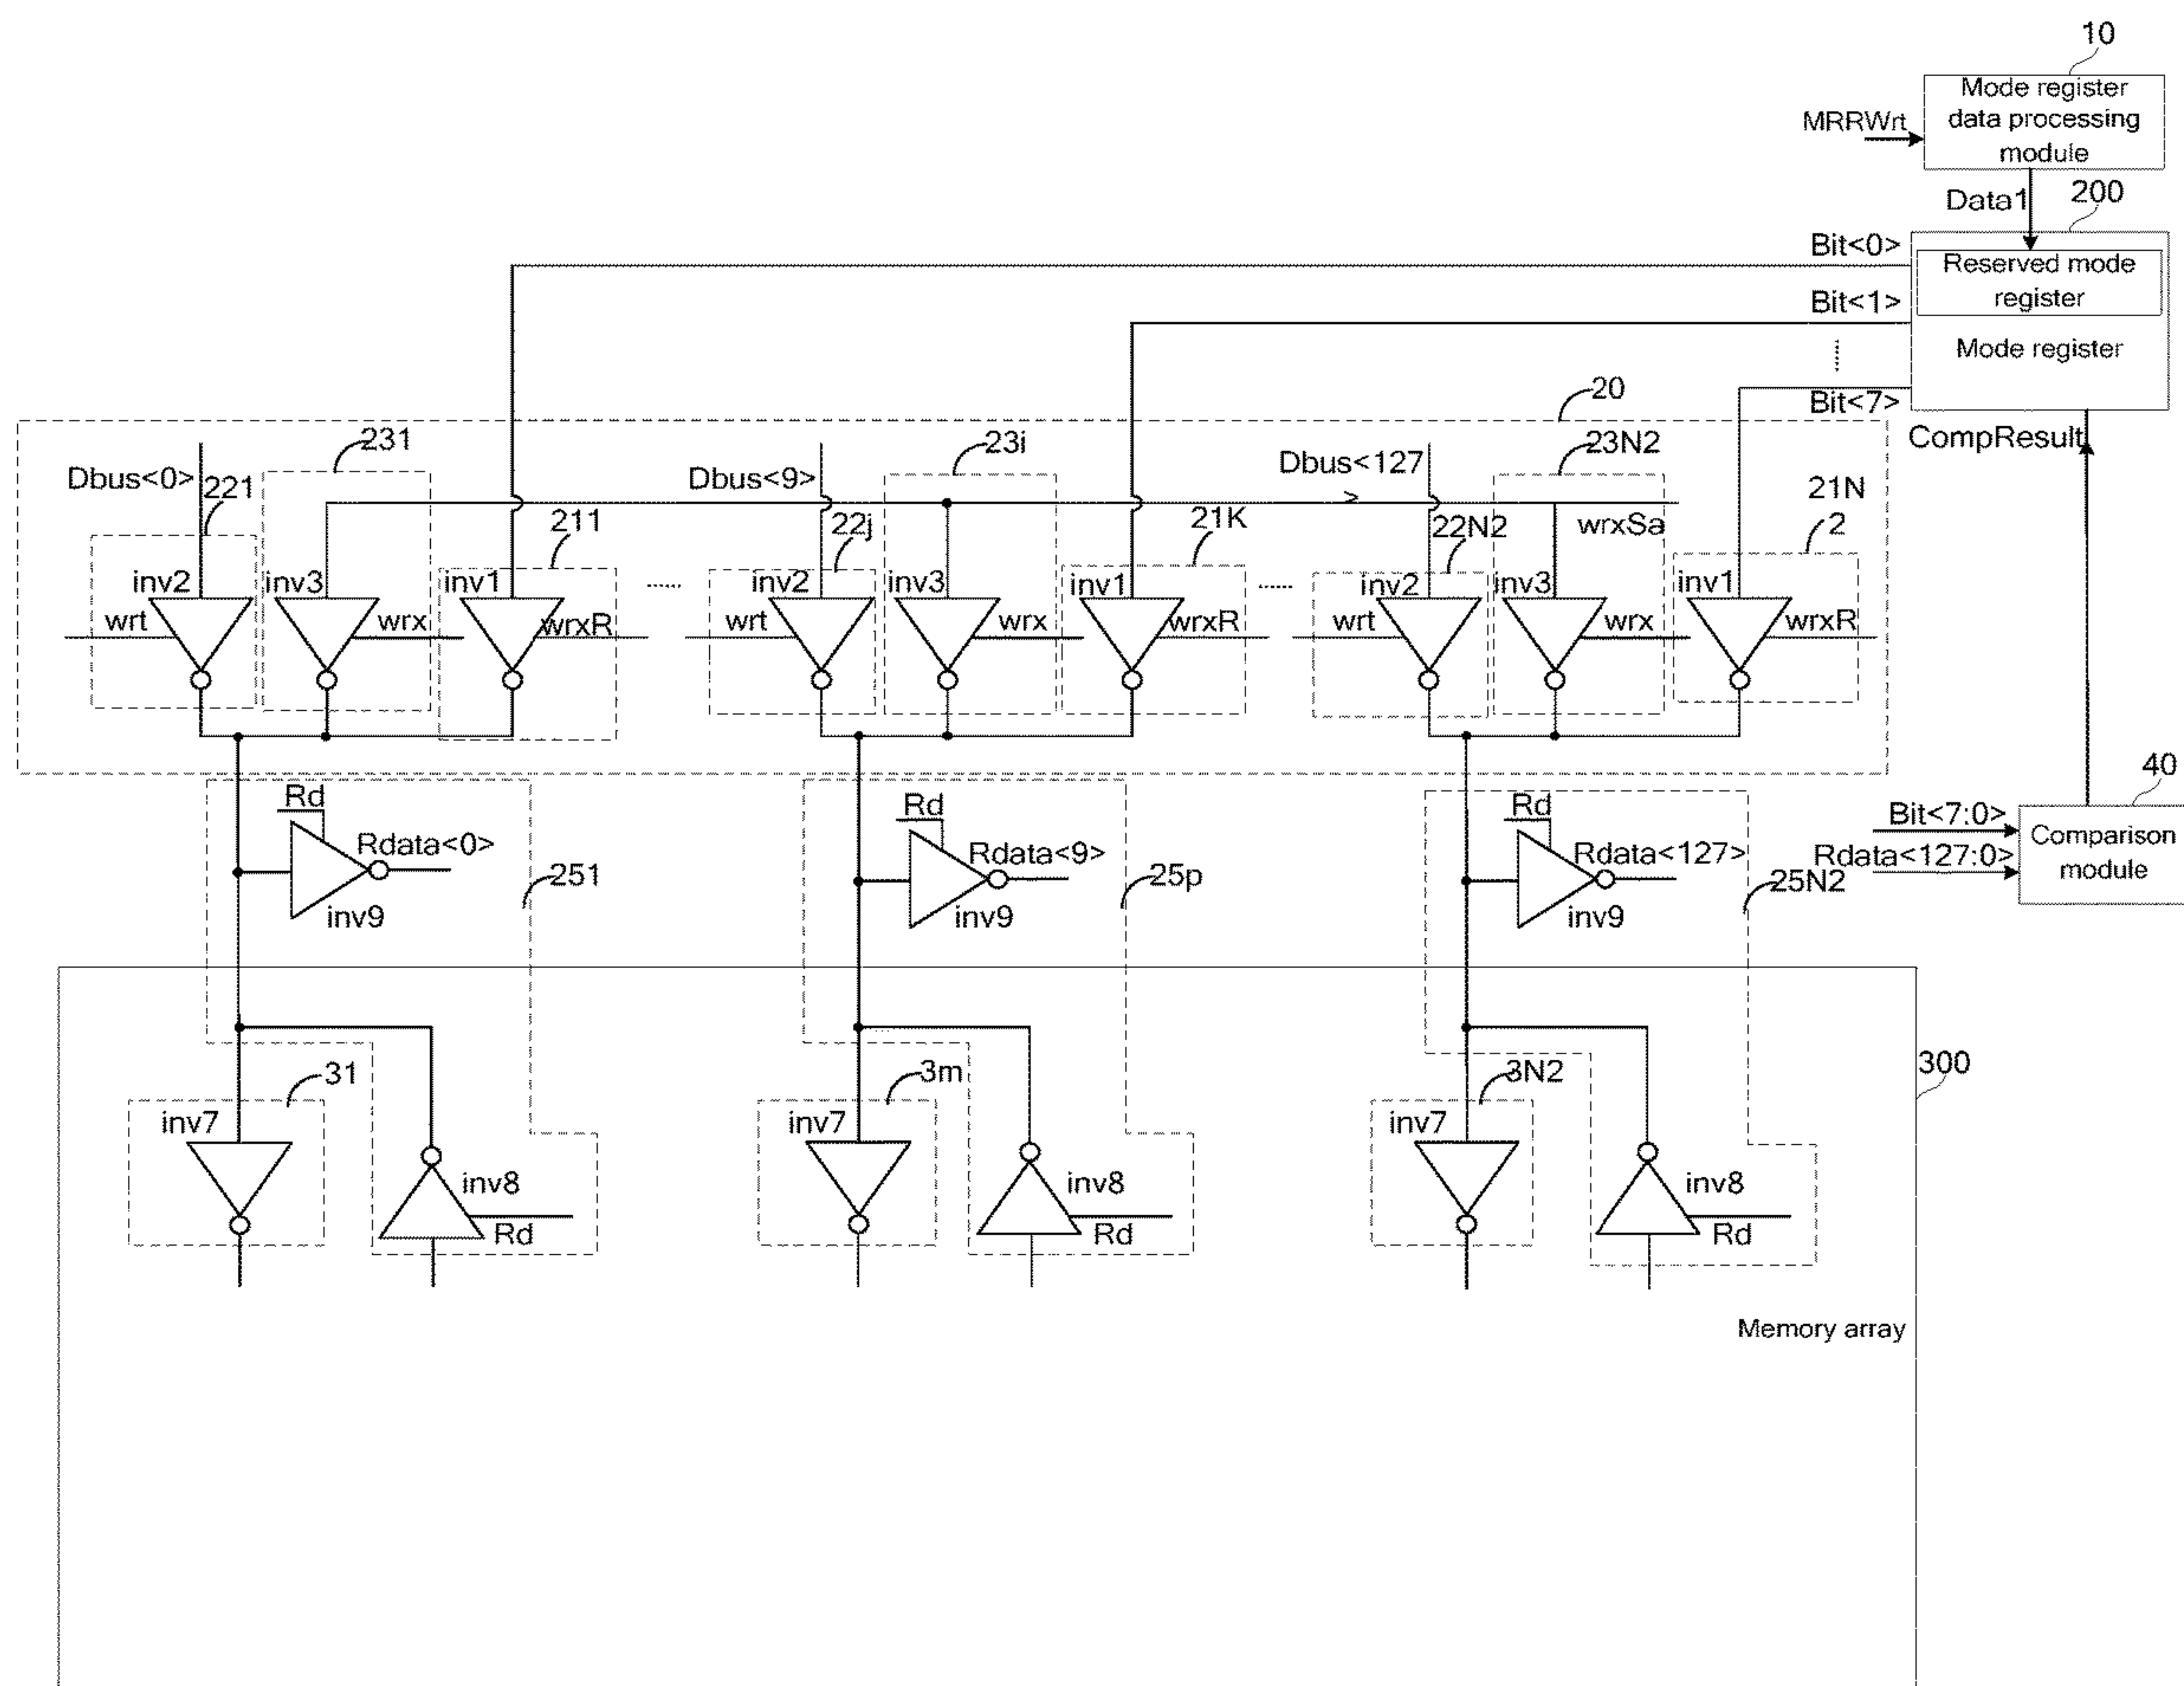 10
Mode register
data processing
module
MRRWrt
Data1
200
Bit<0>
Reserved mode
register
Bit<1>
Mode register
Bit<7>
20
CompResult
231
23i
23N2
Dbus<0>
221
Dbus<9>
Dbus<127
>
21N
2
211
22j
21K
22N2
wrxSa
inv2
inv3
inv1
......
inv2
inv3
inv1
......
inv2
inv3
inv1
wrt
wrx
wrxR
wrt
wrx
wrxR
wrt
wrx
wrxR
40
Rd
Rd
Rd
Bit<7:0>
Comparison
module
Rdata<0>
Rdata<9>
Rdata<127>
Rdata<127:0>
251
25p
25N2
inv9
inv9
inv9
31
3m
3N2
300
inv7
inv7
inv7
inv8
inv8
inv8
Rd
Rd
Rd
Memory array